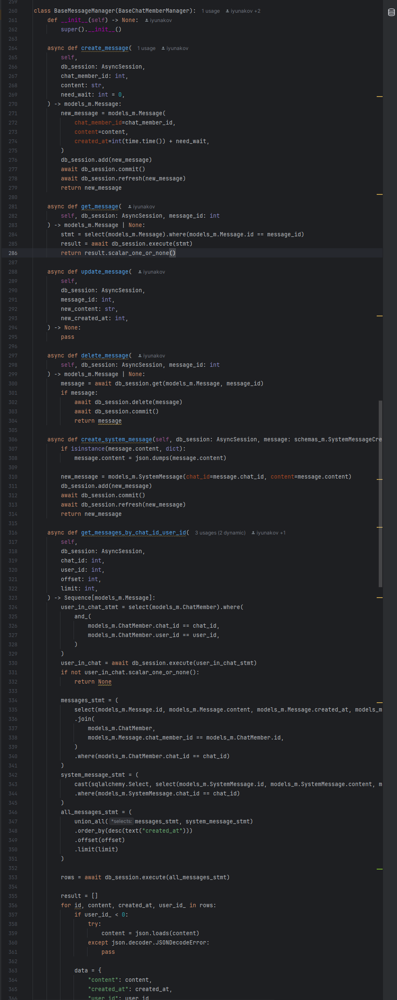 259
260 class BaseMessageManager(BaseChatMemberManager): 1 usage iyunakov +2
261 def __init__(self) -> None: iyunakov
262 super().__init__()
263
264 async def create_message( 1 usage iyunakov
265 self,
266 db_session: AsyncSession,
267 chat_member_id: int,
268 content: str,
269 need_wait: int = 0,
270 ) -> models_m.Message:
271 new_message = models_m.Message(
272 chat_member_id=chat_member_id,
273 content=content,
274 created_at=int(time.time()) + need_wait,
275 )
276 db_session.add(new_message)
277 await db_session.commit()
278 await db_session.refresh(new_message)
279 return new_message
280
281 async def get_message( iyunakov
282 self, db_session: AsyncSession, message_id: int
283 ) -> models_m.Message | None:
284 stmt = select(models_m.Message).where(models_m.Message.id == message_id)
285 result = await db_session.execute(stmt)
286 return result.scalar_one_or_none()
287
288 async def update_message( iyunakov
289 self,
290 db_session: AsyncSession,
291 message_id: int,
292 new_content: str,
293 new_created_at: int,
294 ) -> None:
295 pass
296
297 async def delete_message( iyunakov
298 self, db_session: AsyncSession, message_id: int
299 ) -> models_m.Message | None:
300 message = await db_session.get(models_m.Message, message_id)
301 if message:
302 await db_session.delete(message)
303 await db_session.commit()
304 return message
305
306 async def create_system_message(self, db_session: AsyncSession, message: schemas_m.SystemMessageCre
307 if isinstance(message.content, dict):
308 message.content = json.dumps(message.content)
309
310 new_message = models_m.SystemMessage(chat_id=message.chat_id, content=message.content)
311 db_session.add(new_message)
312 await db_session.commit()
313 await db_session.refresh(new_message)
314 return new_message
315
316 async def get_messages_by_chat_id_user_id( 3 usages (2 dynamic) iyunakov +1
317 self,
318 db_session: AsyncSession,
319 chat_id: int,
320 user_id: int,
321 offset: int,
322 limit: int,
323 ) -> Sequence[models_m.Message]:
324 user_in_chat_stmt = select(models_m.ChatMember).where(
325 and_(
326 models_m.ChatMember.chat_id == chat_id,
327 models_m.ChatMember.user_id == user_id,
328 )
329 )
330 user_in_chat = await db_session.execute(user_in_chat_stmt)
331 if not user_in_chat.scalar_one_or_none():
332 return None
333
334 messages_stmt = (
335 select(models_m.Message.id, models_m.Message.content, models_m.Message.created_at, models_m
336 .join(
337 models_m.ChatMember,
338 models_m.Message.chat_member_id == models_m.ChatMember.id,
339 )
340 .where(models_m.ChatMember.chat_id == chat_id)
341 )
342 system_message_stmt = (
343 cast(sqlalchemy.Select, select(models_m.SystemMessage.id, models_m.SystemMessage.content, m
344 .where(models_m.SystemMessage.chat_id == chat_id)
345 )
346 all_messages_stmt = (
347 union_all( *selects: messages_stmt, system_message_stmt)
348 .order_by(desc(text("created_at")))
349 .offset(offset)
350 .limit(limit)
351 )
352
353 rows = await db_session.execute(all_messages_stmt)
354
355 result = []
356 for id, content, created_at, user_id_ in rows:
357 if user_id_ < 0:
358 try:
359 content = json.loads(content)
360 except json.decoder.JSONDecodeError:
361 pass
362
363 data = {
364 "content": content,
365 "created_at": created_at,
366 "user_id": user_id